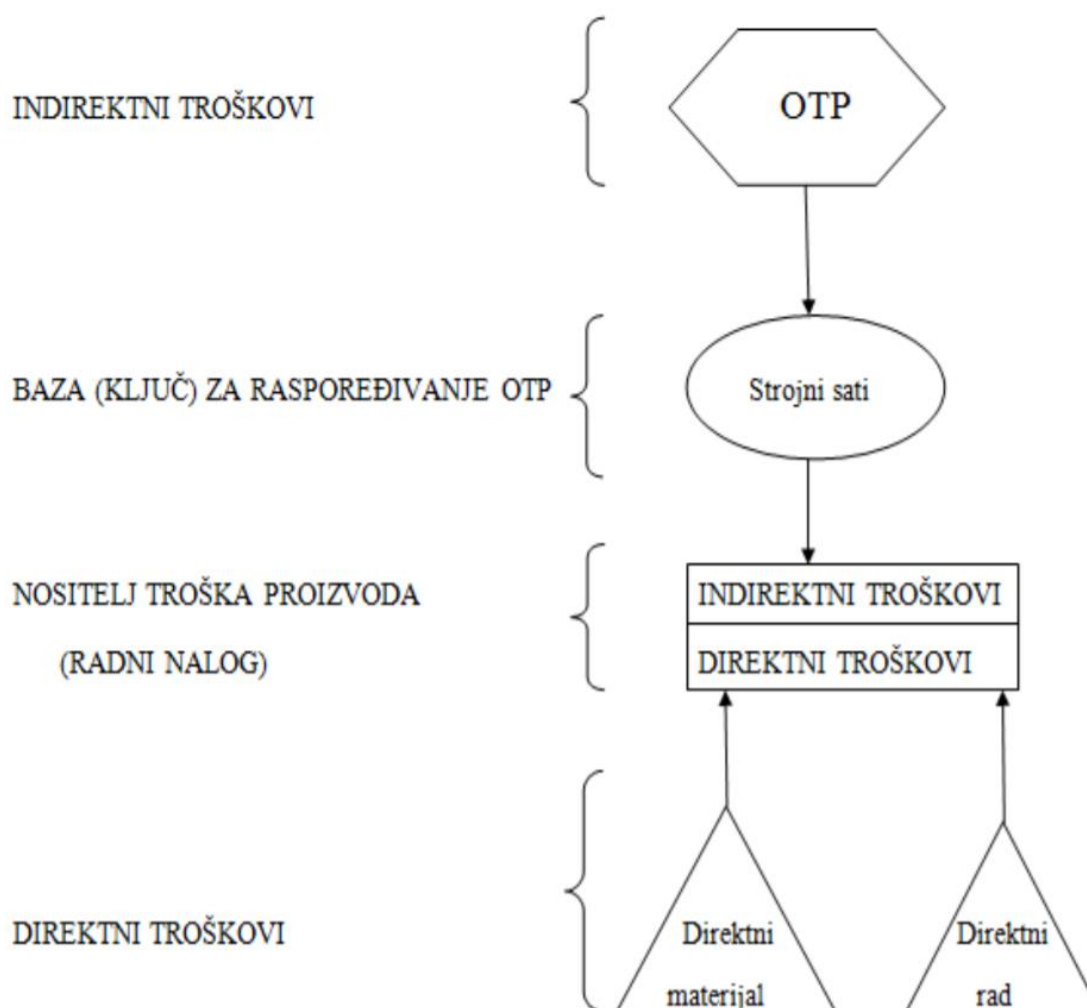 INDIREKTNI TROŠKOVI
OTP
BAZA (KLJUČ) ZA RASPOREĐIVANJE OTP
Strojni sati
NOSITELJ TROŠKA PROIZVODA
(RADNI NALOG)
INDIREKTNI TROŠKOVI
DIREKTNI TROŠKOVI
DIREKTNI TROŠKOVI
Direktni
materijal
Direktni
rad